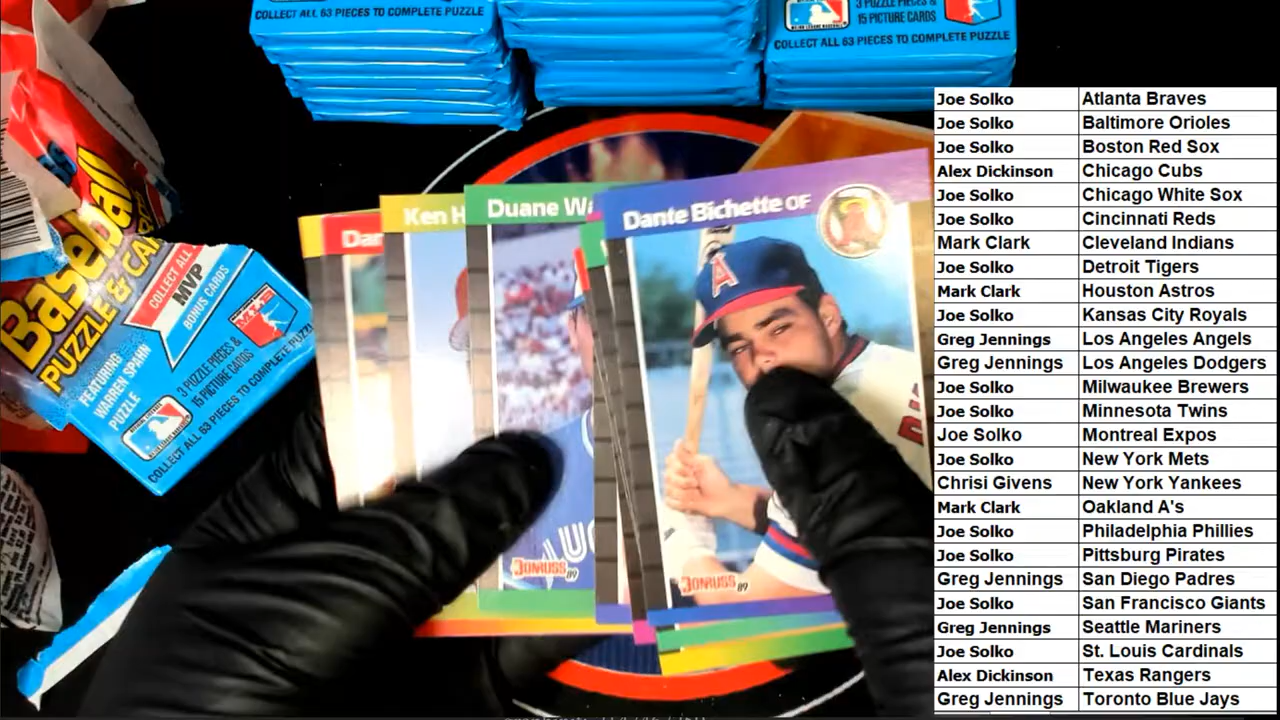 COLLECT ALL 63 PIECES TO COMPLETE PUZZLE
3 PUZZLE PIECES &
15 PICTURE CARDS
COLLECT ALL 63 PIECES TO COMPLETE PUZZLE
Baseball
PUZZLE &
COLLECT ALL
MVP
BONUS CARDS
FEATURING
WARREN SPAHN
PUZZLE
3 PUZZLE PIECES &
15 PICTURE CARDS
COLLECT ALL 63 PIECES TO COMPLETE PUZZLE
Ken
Duane
Dante Bichette OF
A
DONRUSS 89
DONRUSS 89
Joe Solko Atlanta Braves
Joe Solko Baltimore Orioles
Joe Solko Boston Red Sox
Alex Dickinson Chicago Cubs
Joe Solko Chicago White Sox
Joe Solko Cincinnati Reds
Mark Clark Cleveland Indians
Joe Solko Detroit Tigers
Mark Clark Houston Astros
Joe Solko Kansas City Royals
Greg Jennings Los Angeles Angels
Greg Jennings Los Angeles Dodgers
Joe Solko Milwaukee Brewers
Joe Solko Minnesota Twins
Joe Solko Montreal Expos
Joe Solko New York Mets
Chrisi Givens New York Yankees
Mark Clark Oakland A's
Joe Solko Philadelphia Phillies
Joe Solko Pittsburg Pirates
Greg Jennings San Diego Padres
Joe Solko San Francisco Giants
Greg Jennings Seattle Mariners
Joe Solko St. Louis Cardinals
Alex Dickinson Texas Rangers
Greg Jennings Toronto Blue Jays